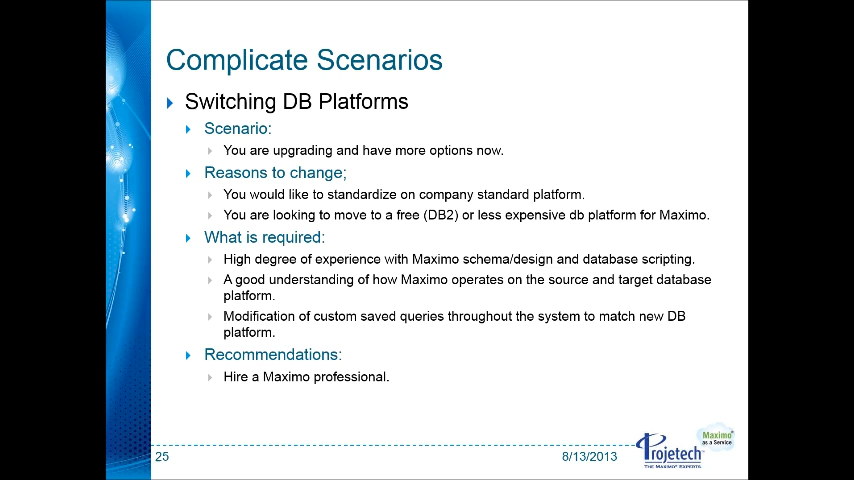 Complicate Scenarios
Switching DB Platforms
Scenario:
You are upgrading and have more options now.
Reasons to change;
You would like to standardize on company standard platform.
You are looking to move to a free (DB2) or less expensive db platform for Maximo.
What is required:
High degree of experience with Maximo schema/design and database scripting.
A good understanding of how Maximo operates on the source and target database
platform.
Modification of custom saved queries throughout the system to match new DB
platform.
Recommendations:
Hire a Maximo professional.
25
8/13/2013
Projetech
THE MAXIMO® EXPERTS
Maximo®
as a Service